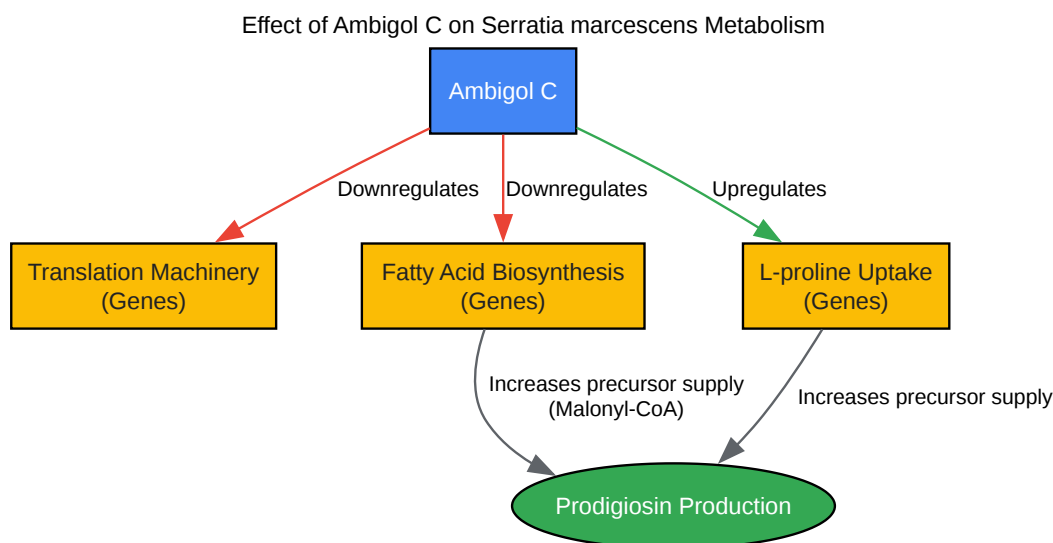 Effect of Ambigol C on Serratia marcescens Metabolism
Ambigol C
Downregulates
Downregulates
Upregulates
Translation Machinery
(Genes)
Fatty Acid Biosynthesis
(Genes)
L-proline Uptake
(Genes)
Increases precursor supply
(Malonyl-CoA)
Increases precursor supply
Prodigiosin Production